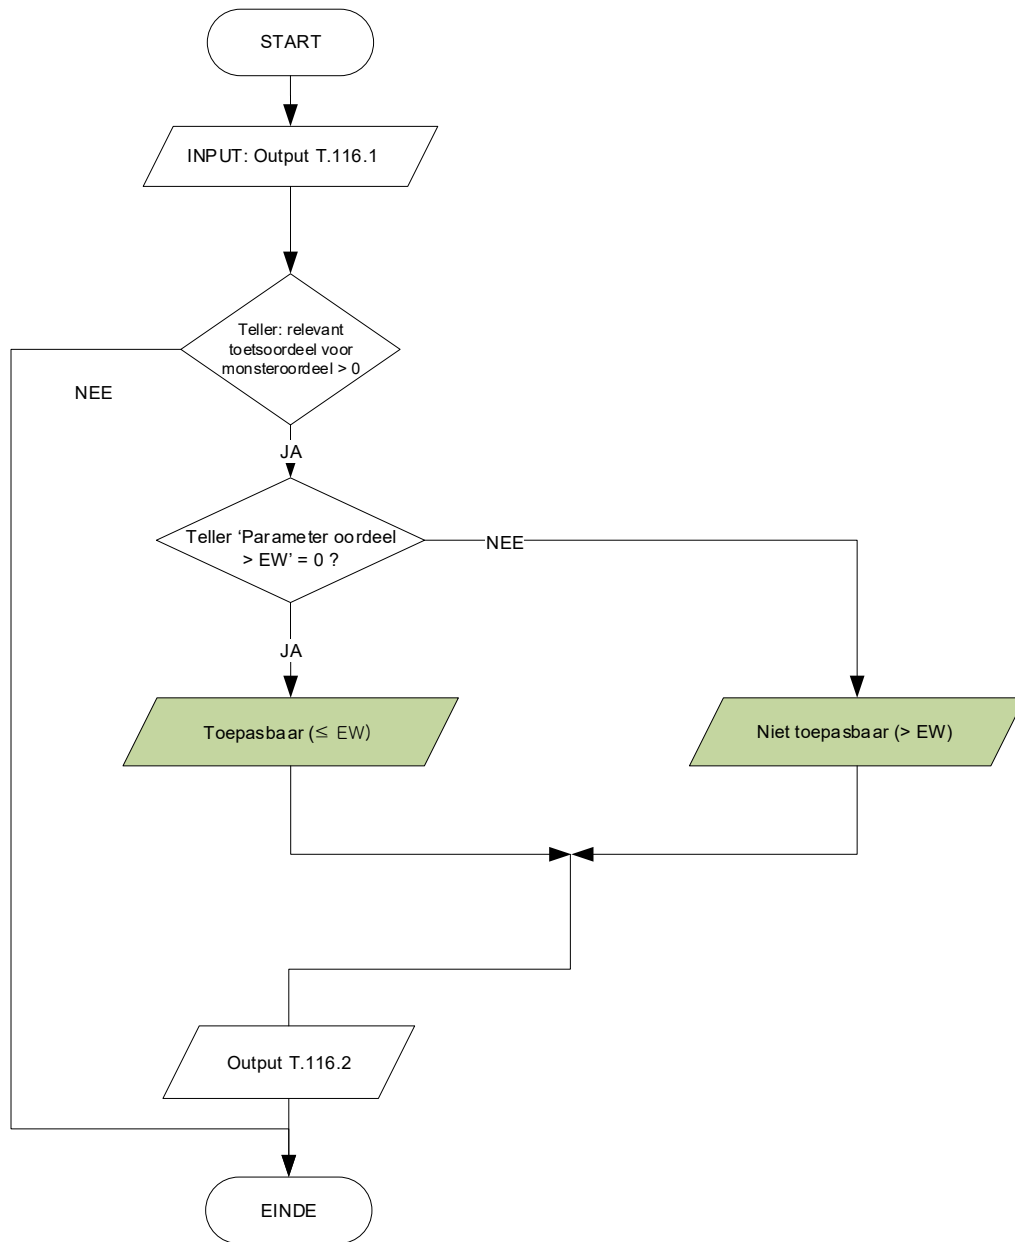 START
INPUT: Output T.116.1
Teller: relevant
toetsoordeel voor
monsteroordeel > 0
NEE
JA
Teller ‘Parameter oordeel
> EW’ = 0 ?
NEE
JA
Toepasbaar (≤ EW)
Niet toepasbaar (> EW)
Output T.116.2
EINDE